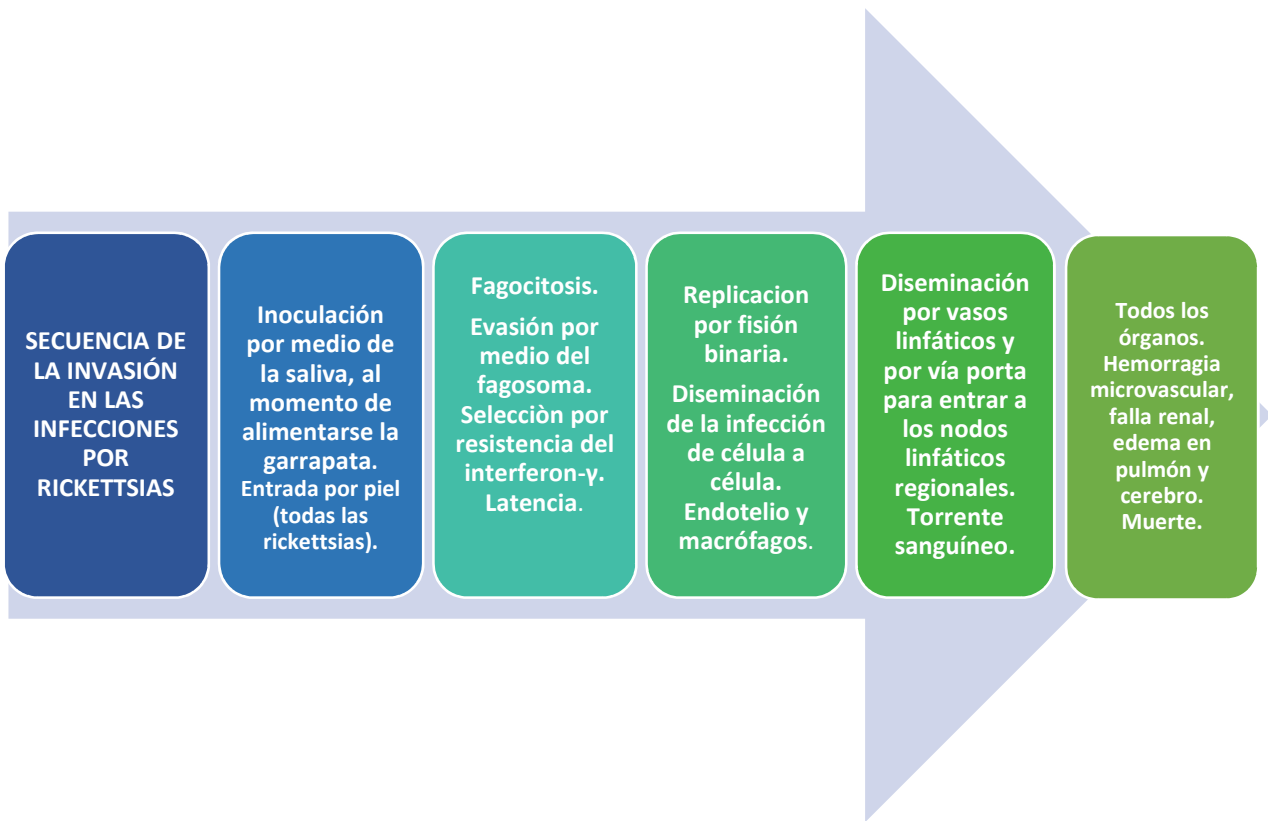 SECUENCIA DE
LA INVASIÓN
EN LAS
INFECCIONES
POR
RICKETTSIAS
Inoculación
por medio de
la saliva, al
momento de
alimentarse la
garrapata.
Entrada por piel
(todas las
rickettsias).
Fagocitosis.
Evasión por
medio del
fagosoma.
Selecciòn por
resistencia del
interferon-γ.
Latencia.
Replicacion
por fisión
binaria.
Diseminación
de la infección
de célula a
célula.
Endotelio y
macrófagos.
Diseminación
por vasos
linfáticos y
por vía porta
para entrar a
los nodos
linfáticos
regionales.
Torrente
sanguíneo.
Todos los
órganos.
Hemorragia
microvascular,
falla renal,
edema en
pulmón y
cerebro.
Muerte.